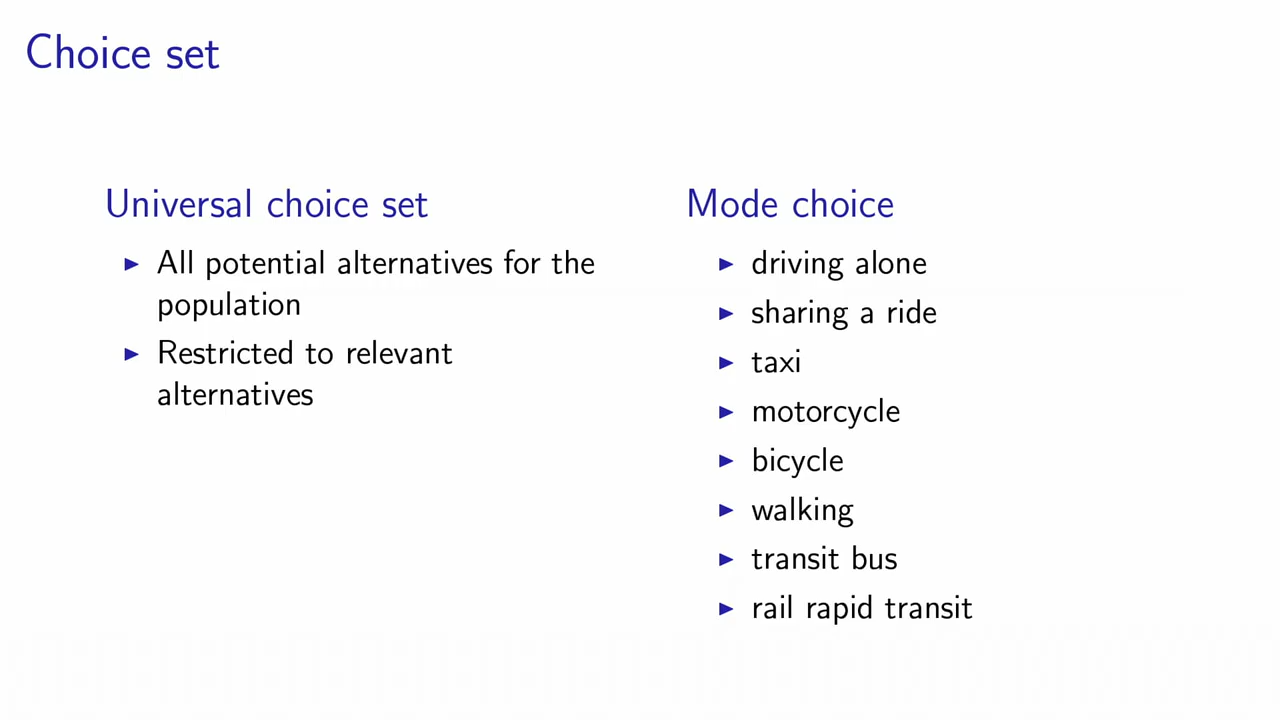 Choice set
Universal choice set
▶ All potential alternatives for the
population
▶ Restricted to relevant
alternatives
Mode choice
▶ driving alone
▶ sharing a ride
▶ taxi
▶ motorcycle
▶ bicycle
▶ walking
▶ transit bus
▶ rail rapid transit